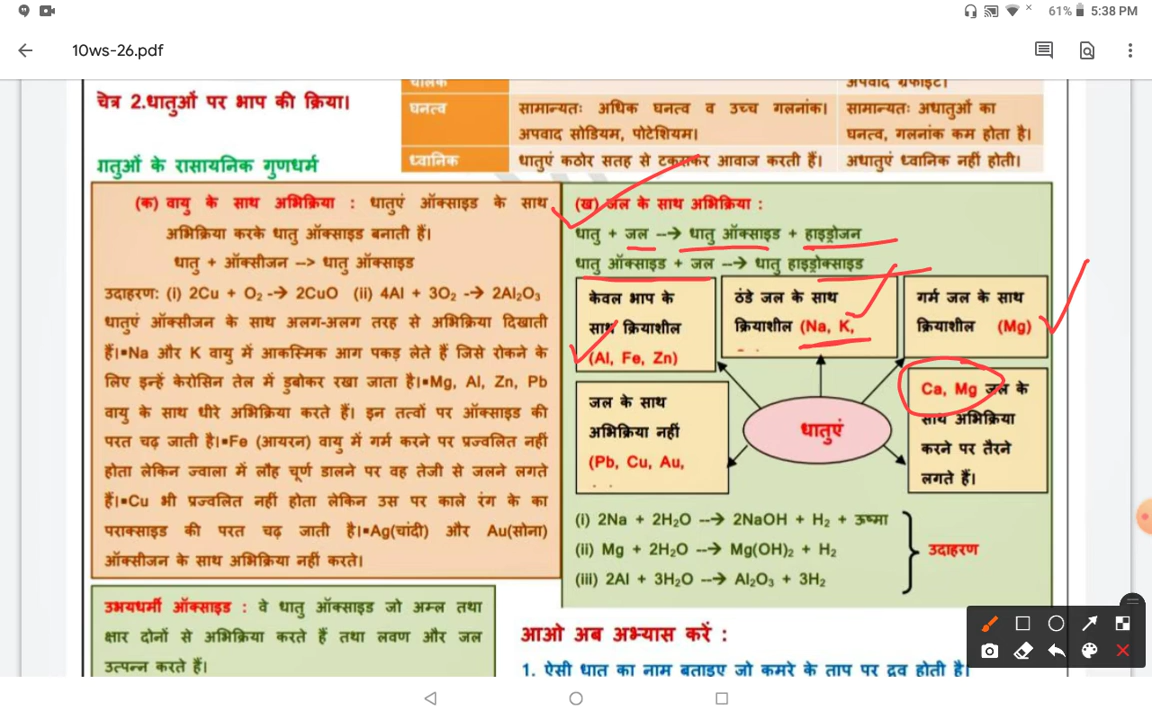 61% 5:38 PM
10ws-26.pdf
चेत्र 2.धातुओं पर भाप की क्रिया।
घनत्व
सामान्यतः अधिक घनत्व व उच्च गलनांक।
अपवाद सोडियम, पोटेशियम।
सामान्यतः अधातुओं का
घनत्व, गलनांक कम होता है।
ध्वानिक
धातुएं कठोर सतह से टकराकर आवाज करती हैं।
अधातुएं ध्वानिक नहीं होती।
ग़तुओं के रासायनिक गुणधर्म
(क) वायु के साथ अभिक्रिया : धातुएं ऑक्साइड के साथ
अभिक्रिया करके धातु ऑक्साइड बनाती हैं।
धातु + ऑक्सीजन --> धातु ऑक्साइड
उदाहरण: (i) 2Cu + O₂ -→ 2CuO (ii) 4Al + 3O₂ -→ 2Al₂O₃
धातुएं ऑक्सीजन के साथ अलग-अलग तरह से अभिक्रिया दिखाती
हैं।▪Na और K वायु में आकस्मिक आग पकड़ लेते हैं जिसे रोकने के
लिए इन्हें केरोसिन तेल में डुबोकर रखा जाता है।▪Mg, Al, Zn, Pb
वायु के साथ धीरे अभिक्रिया करते हैं। इन तत्वों पर ऑक्साइड की
परत चढ़ जाती है।▪Fe (आयरन) वायु में गर्म करने पर प्रज्वलित नहीं
होता लेकिन ज्वाला में लौह चूर्ण डालने पर वह तेजी से जलने लगते
हैं।▪Cu भी प्रज्वलित नहीं होता लेकिन उस पर काले रंग के का
पराक्साइड की परत चढ़ जाती है।▪Ag(चांदी) और Au(सोना)
ऑक्सीजन के साथ अभिक्रिया नहीं करते।
(ख) जल के साथ अभिक्रिया :
धातु + जल --→ धातु ऑक्साइड + हाइड्रोजन
धातु ऑक्साइड + जल --→ धातु हाइड्रोक्साइड
केवल भाप के
साथ क्रियाशील
(Al, Fe, Zn)
ठंडे जल के साथ
क्रियाशील (Na, K,
गर्म जल के साथ
क्रियाशील (Mg)
जल के साथ
अभिक्रिया नहीं
(Pb, Cu, Au,
धातुएं
Ca, Mg जल के
साथ अभिक्रिया
करने पर तैरने
लगते हैं।
(i) 2Na + 2H₂O --→ 2NaOH + H₂ + ऊष्मा
(ii) Mg + 2H₂O --→ Mg(OH)₂ + H₂
(iii) 2Al + 3H₂O --→ Al₂O₃ + 3H₂
उदाहरण
उभयधर्मी ऑक्साइड : वे धातु ऑक्साइड जो अम्ल तथा
क्षार दोनों से अभिक्रिया करते हैं तथा लवण और जल
उत्पन्न करते हैं।
आओ अब अभ्यास करें :
1. ऐसी धातु का नाम बताइए जो कमरे के ताप पर द्रव होती है।